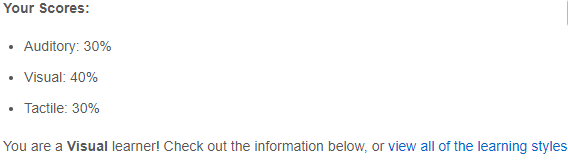 Your Scores:
• Auditory: 30%
• Visual: 40%
• Tactile: 30%
You are a Visual learner! Check out the information below, or view all of the learning styles